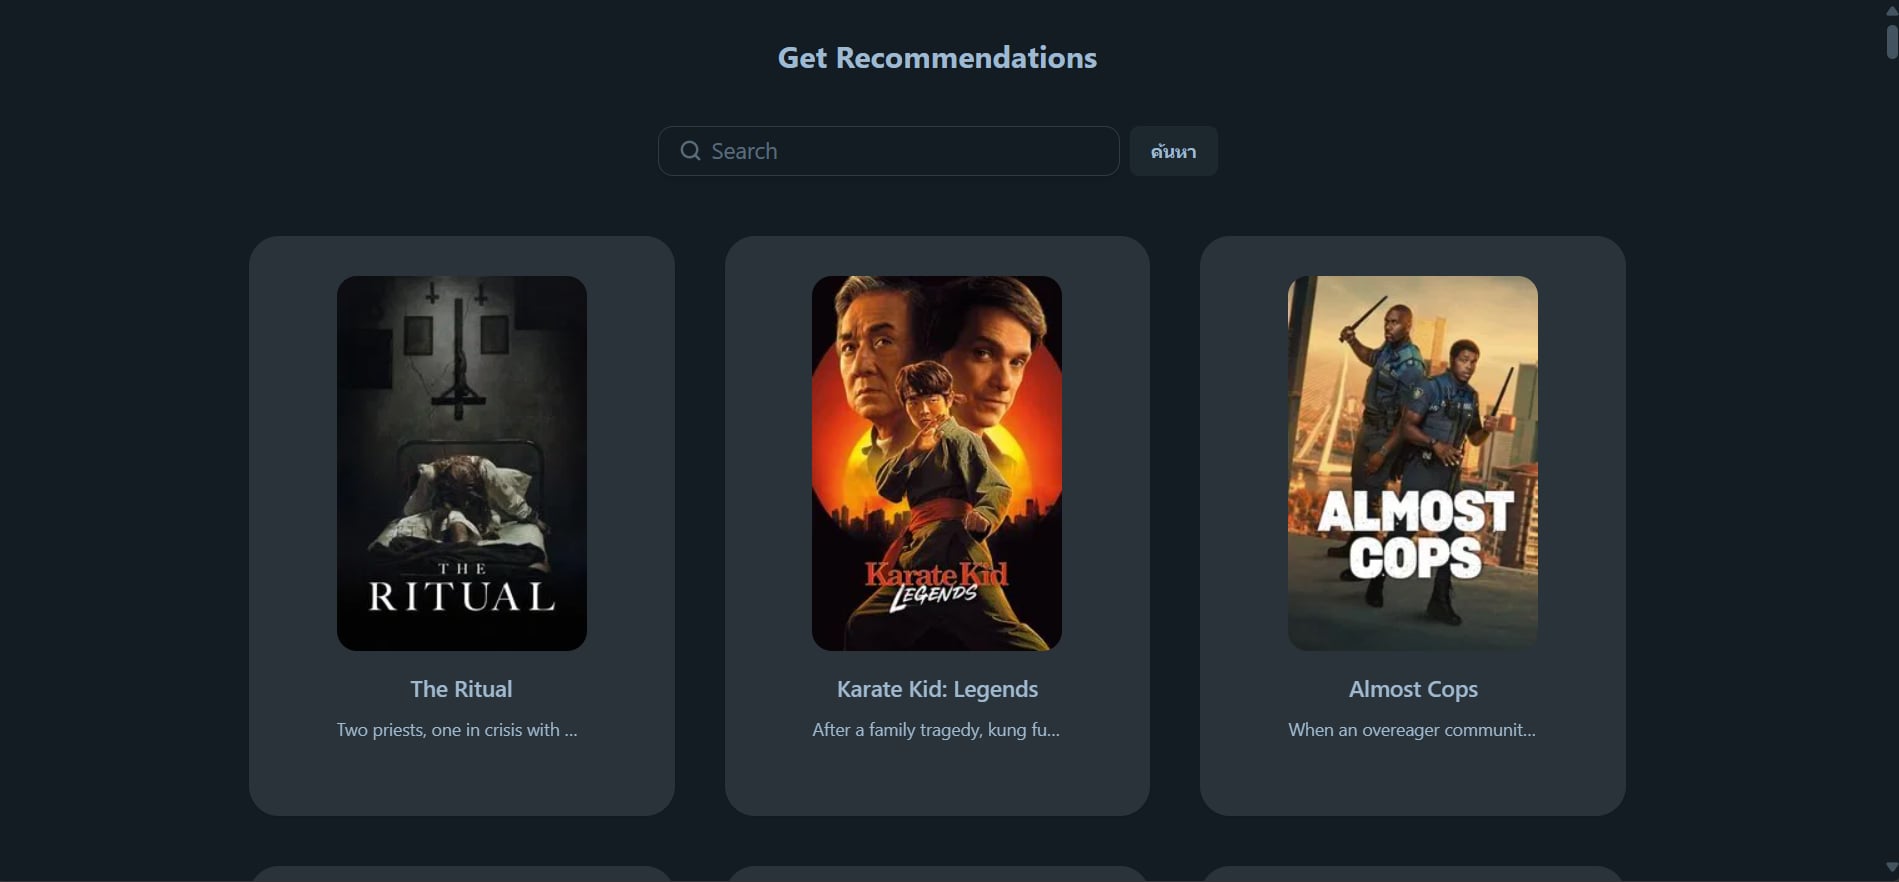 Get Recommendations
Search
ค้นหา
THE
RITUAL
Karate Kid
LEGENDS
ALMOST
COPS
The Ritual
Karate Kid: Legends
Almost Cops
Two priests, one in crisis with ...
After a family tragedy, kung fu...
When an overeager communit...